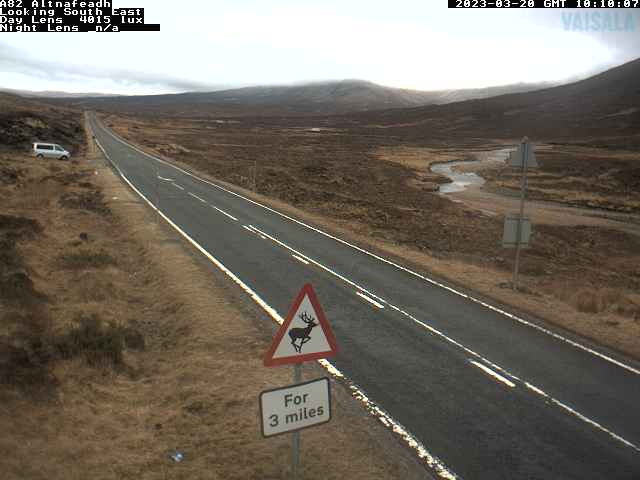 A82 Altnafeadh
Looking South East
Day Lens 4015 lux
Night Lens n/a
2023-03-20 GMT 10:10:07
VAISALA
For
3 miles